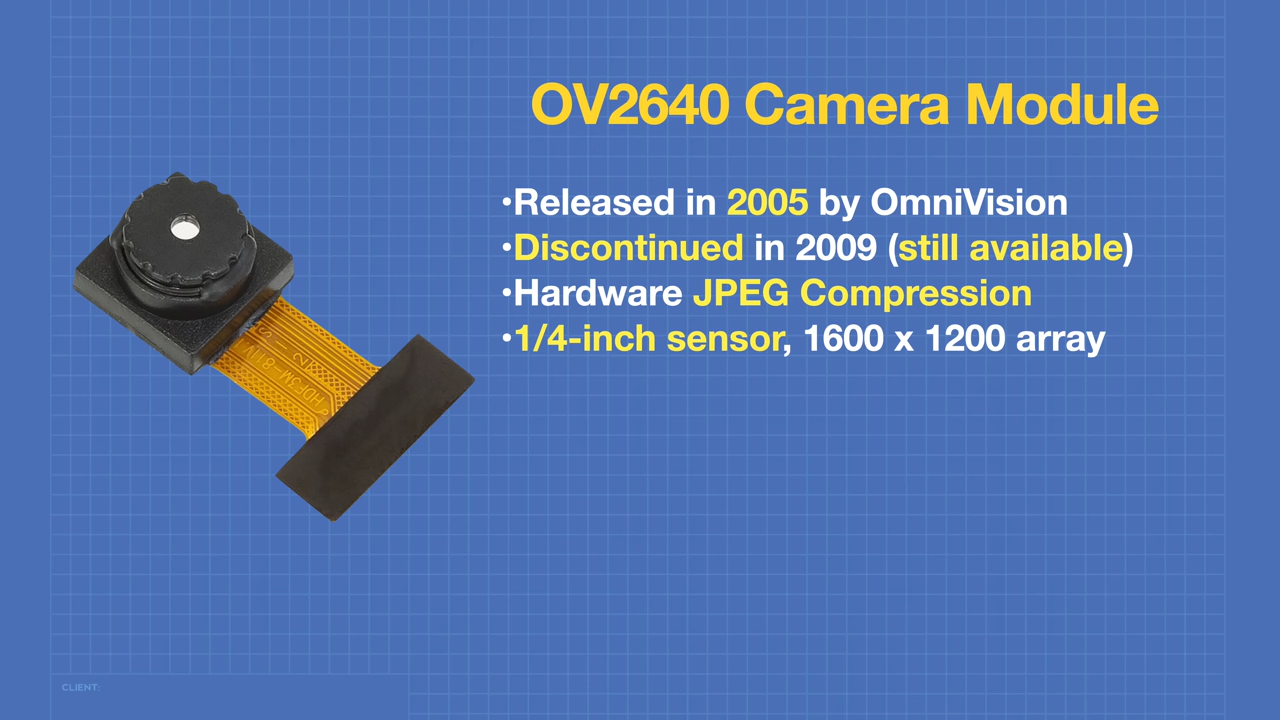 OV2640 Camera Module
•Released in 2005 by OmniVision
•Discontinued in 2009 (still available)
•Hardware JPEG Compression
•1/4-inch sensor, 1600 x 1200 array
CLIENT: